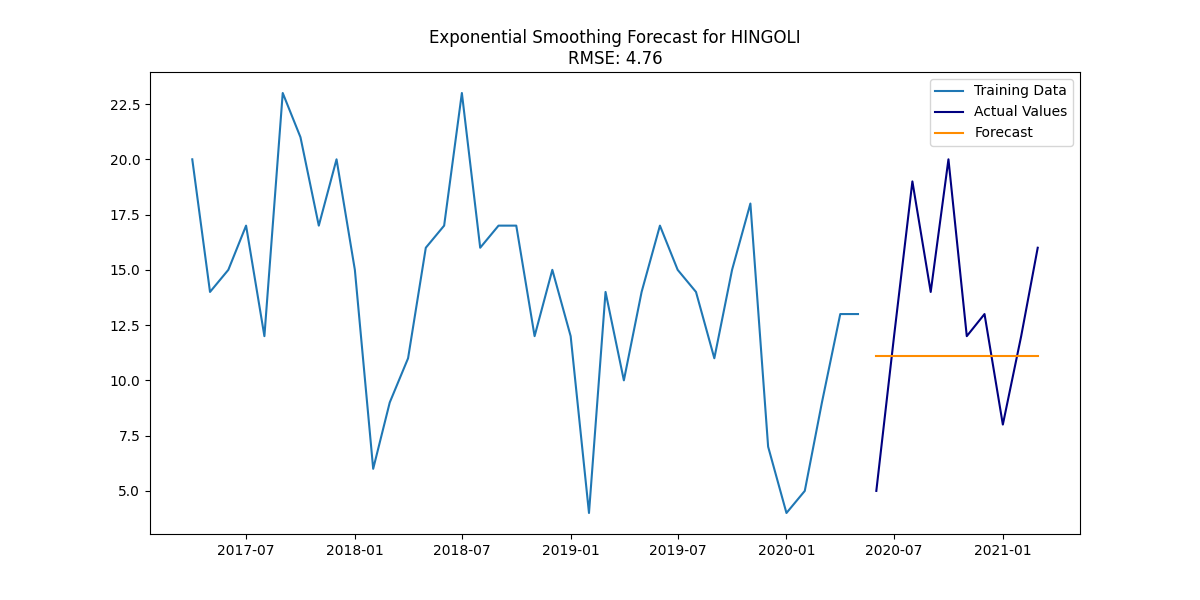 Exponential Smoothing Forecast for HINGOLI
RMSE: 4.76
Training Data
Actual Values
Forecast
22.5
20.0
17.5
15.0
12.5
10.0
7.5
5.0
2017-07 2018-01 2018-07 2019-01 2019-07 2020-01 2020-07 2021-01